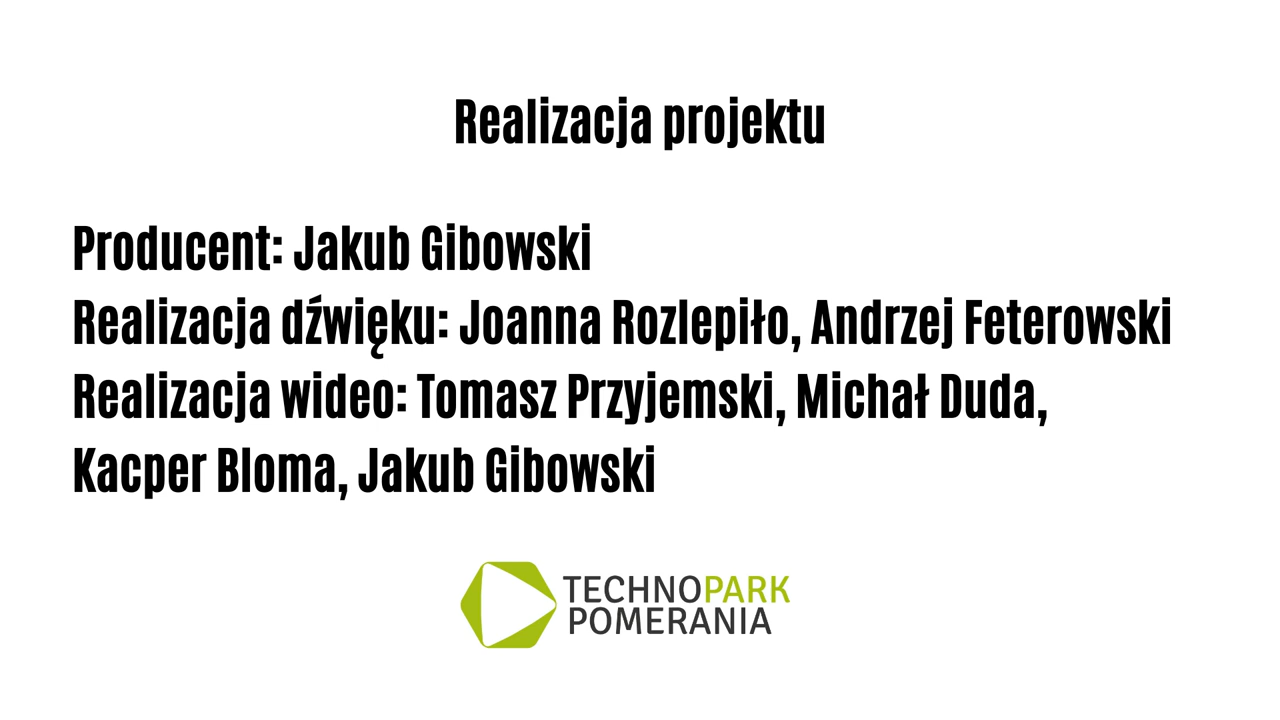 Realizacja projektu
Producent: Jakub Gibowski
Realizacja dźwięku: Joanna Rozlepiło, Andrzej Feterowski
Realizacja wideo: Tomasz Przyjemski, Michał Duda,
Kacper Bloma, Jakub Gibowski
TECHNOPARK
POMERANIA